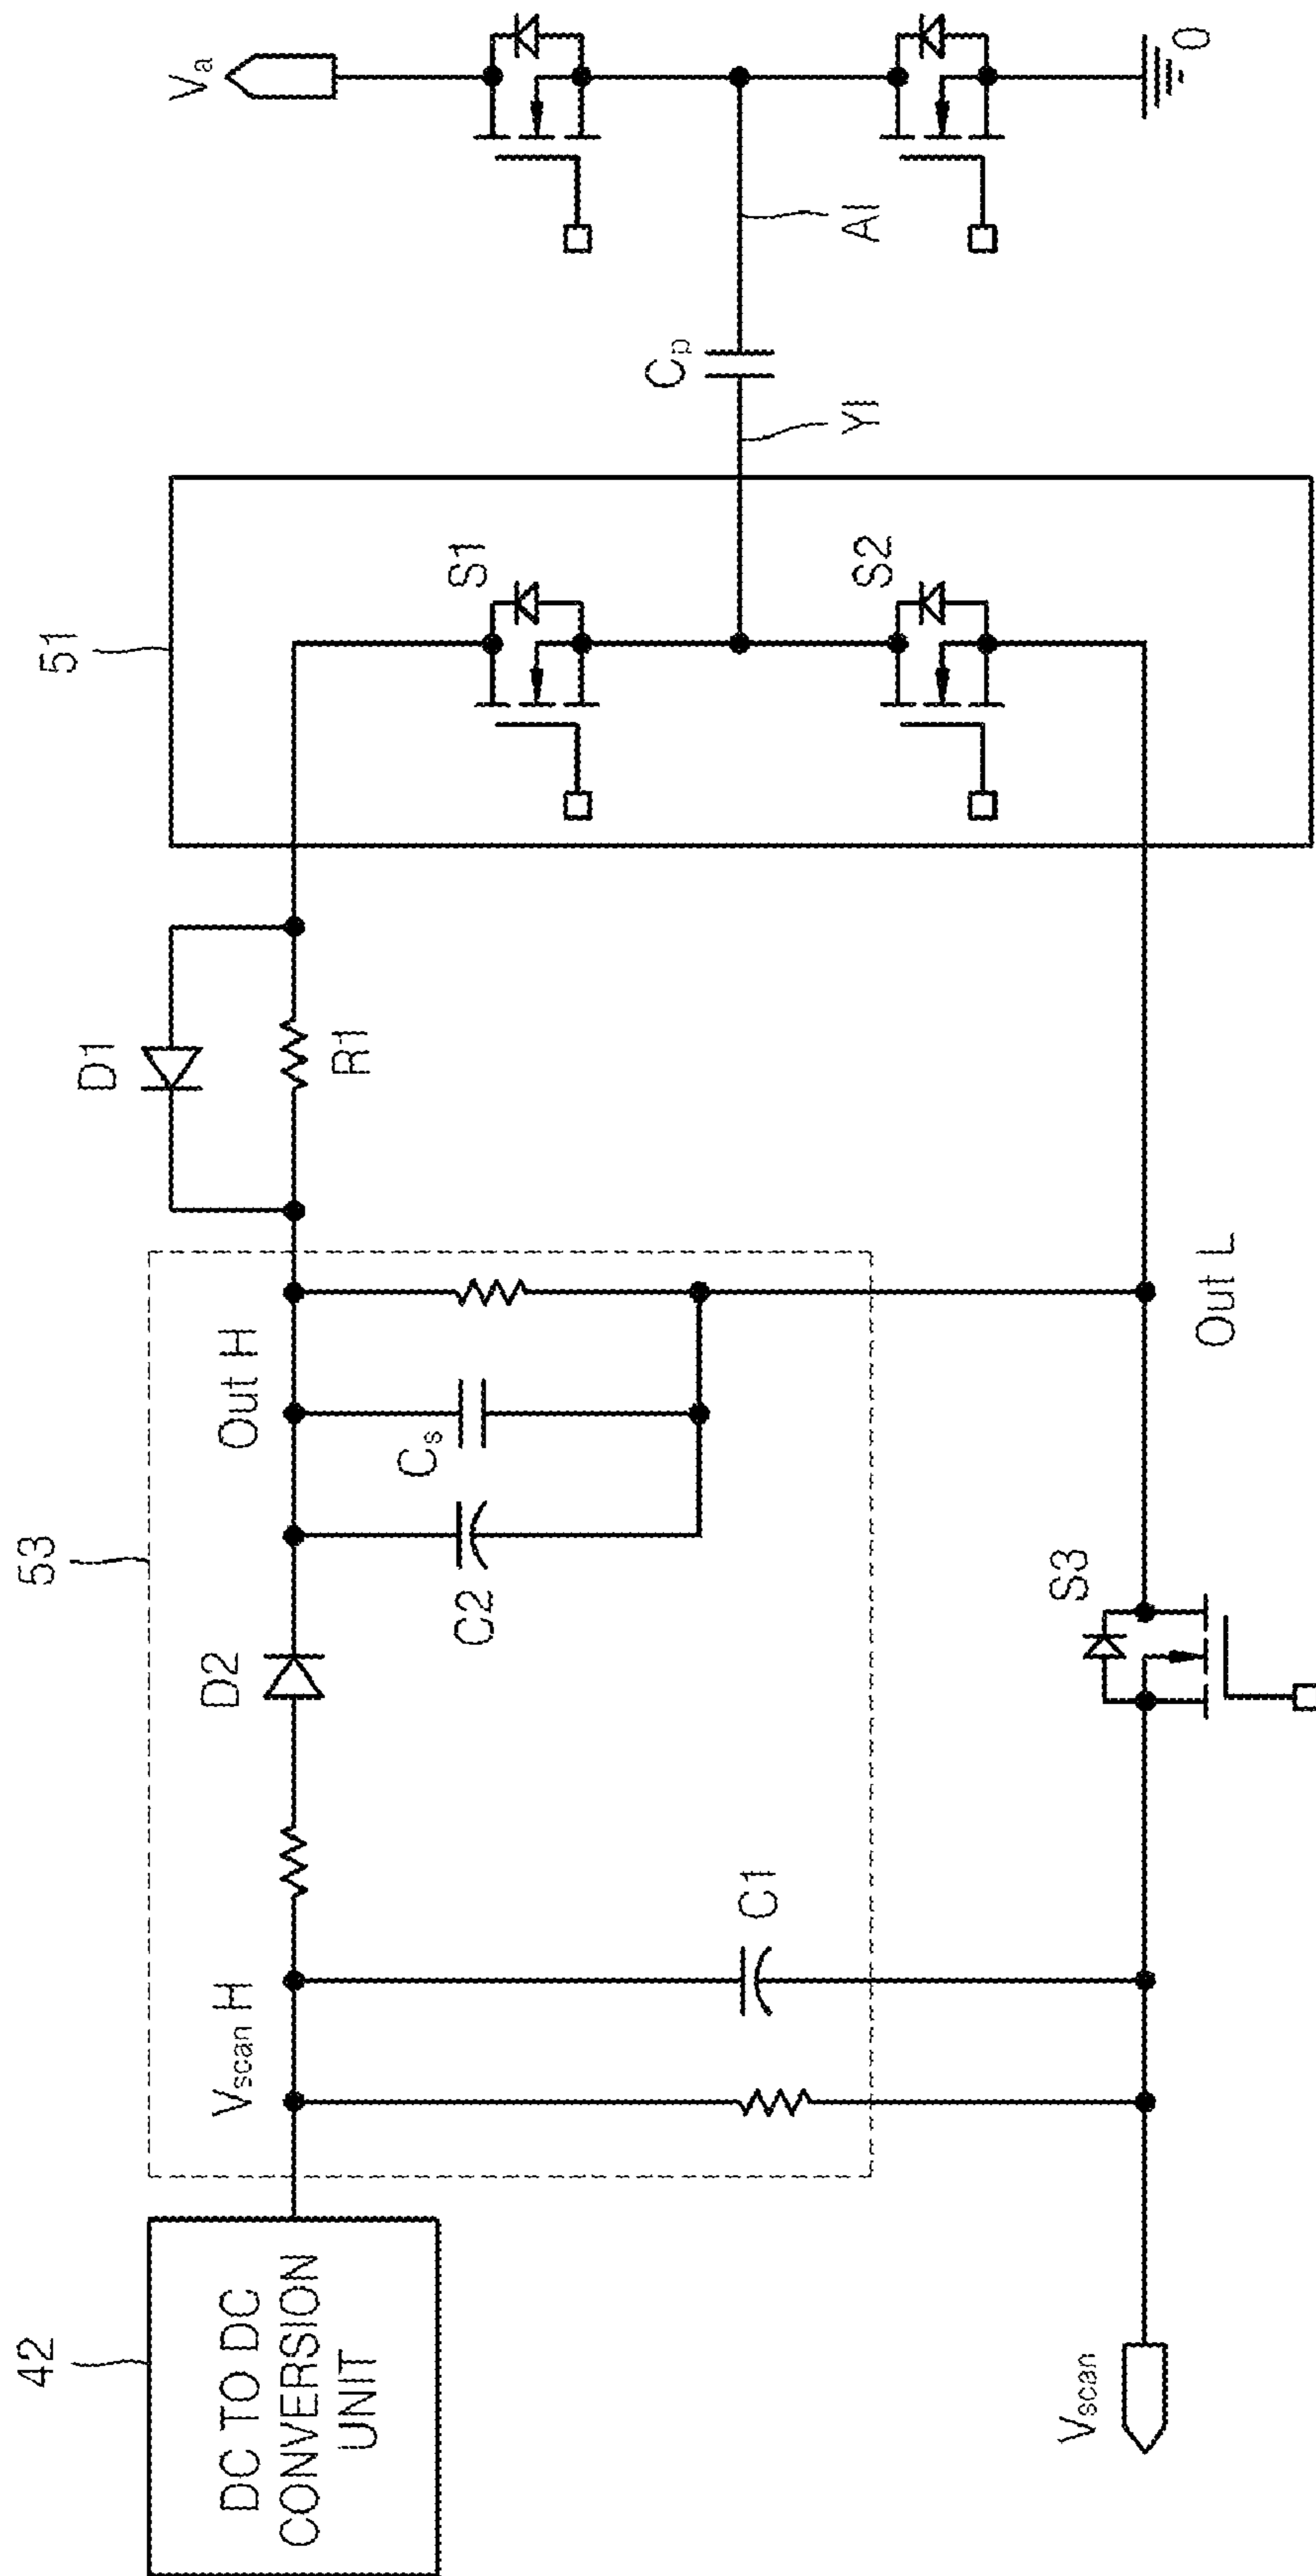 42
DC TO DC
CONVERSION
UNIT
53
VscanH
D2
Out H
C2
Cs
C1
Vscan
S3
Out L
D1
R1
51
S1
S2
Cp
YI
AI
Va
0